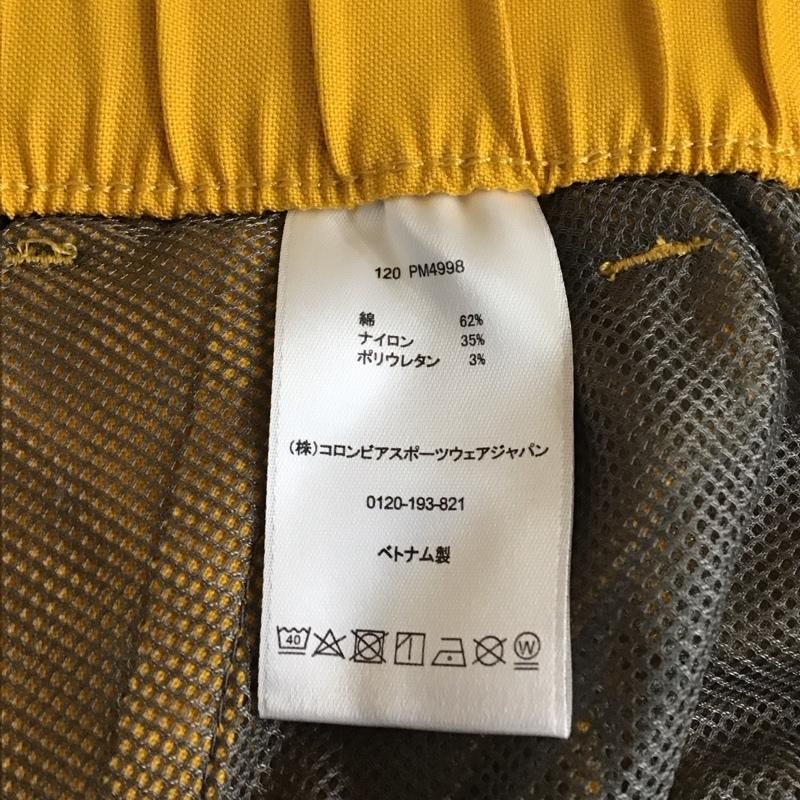 120 PM4998
綿 62%
ナイロン 35%
ポリウレタン 3%
(株)コロンビアスポーツウェアジャパン
0120-193-821
ベトナム製
40 W